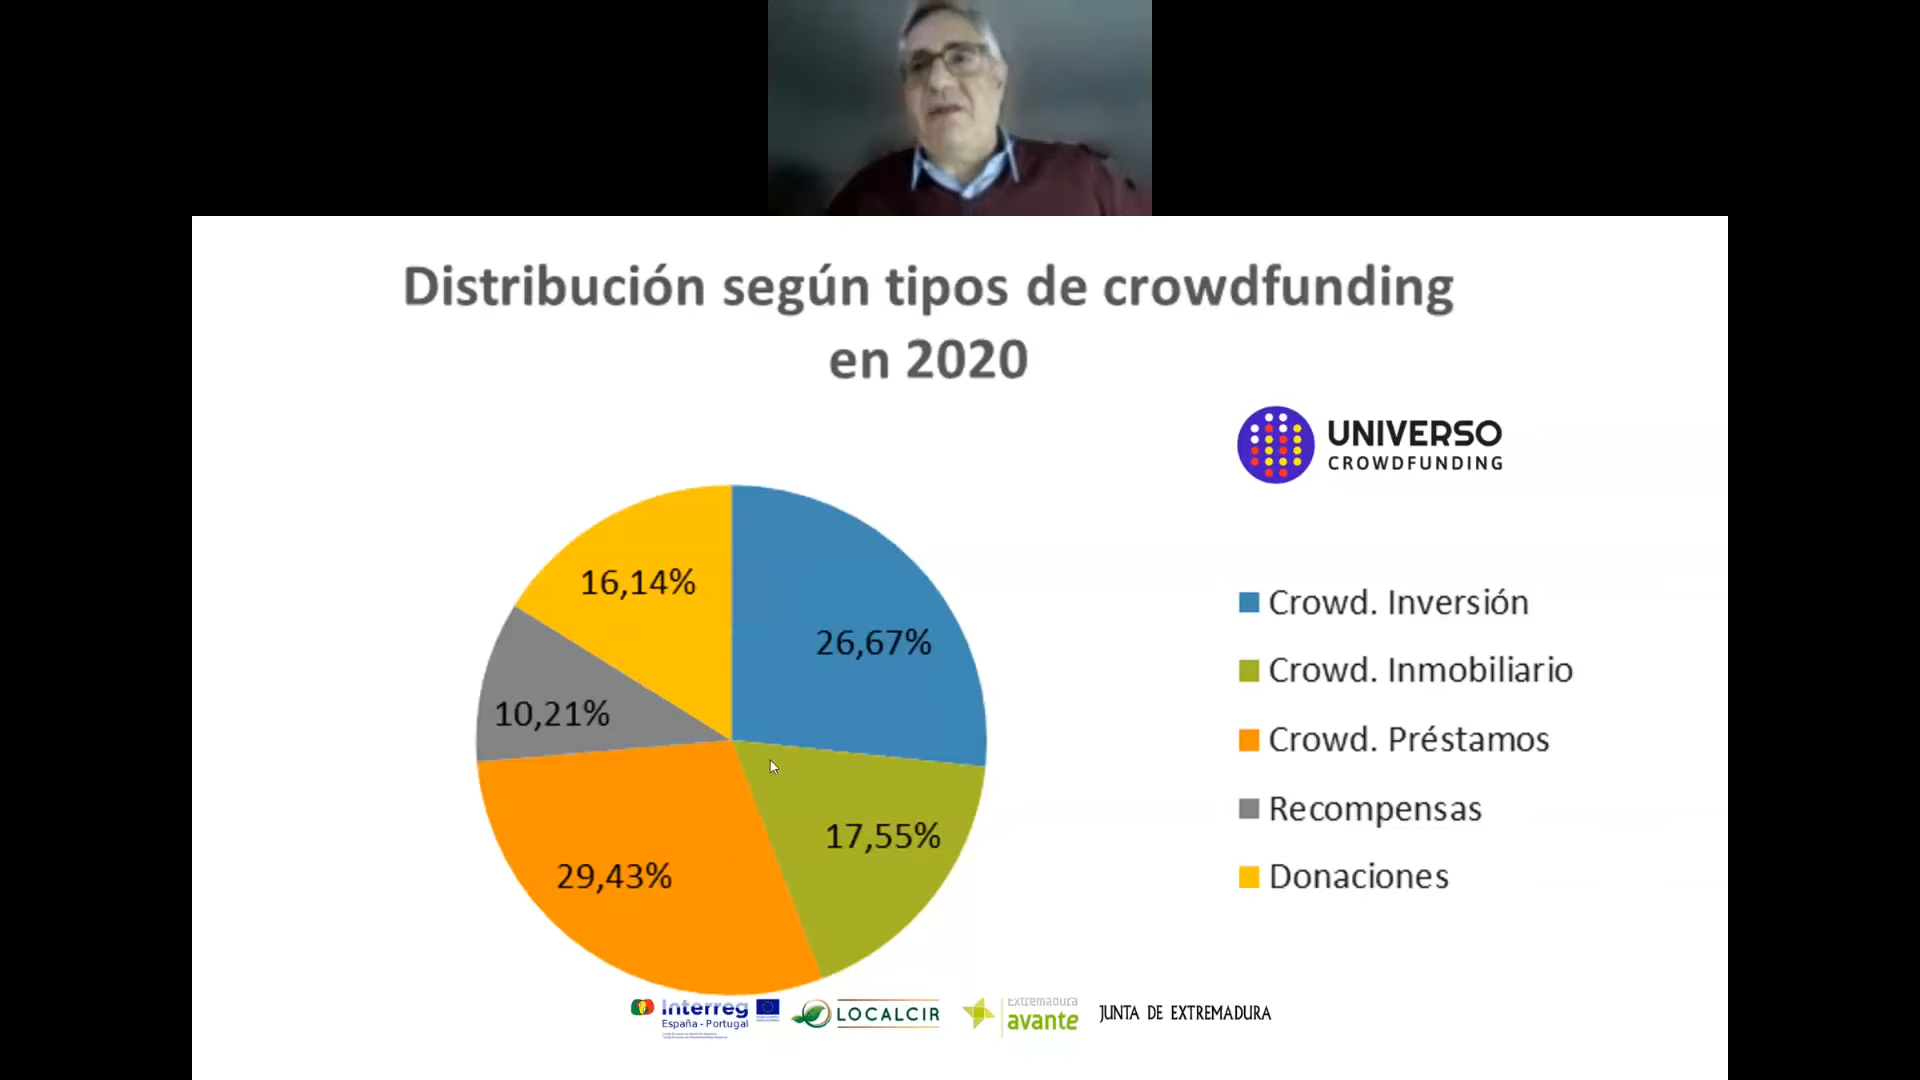 Distribución según tipos de crowdfunding
en 2020
UNIVERSO
CROWDFUNDING
16,14%
26,67%
10,21%
17,55%
29,43%
Crowd. Inversión
Crowd. Inmobiliario
Crowd. Préstamos
Recompensas
Donaciones
Interreg
España - Portugal
LOCALCIR
Extremadura
avante
JUNTA DE EXTREMADURA